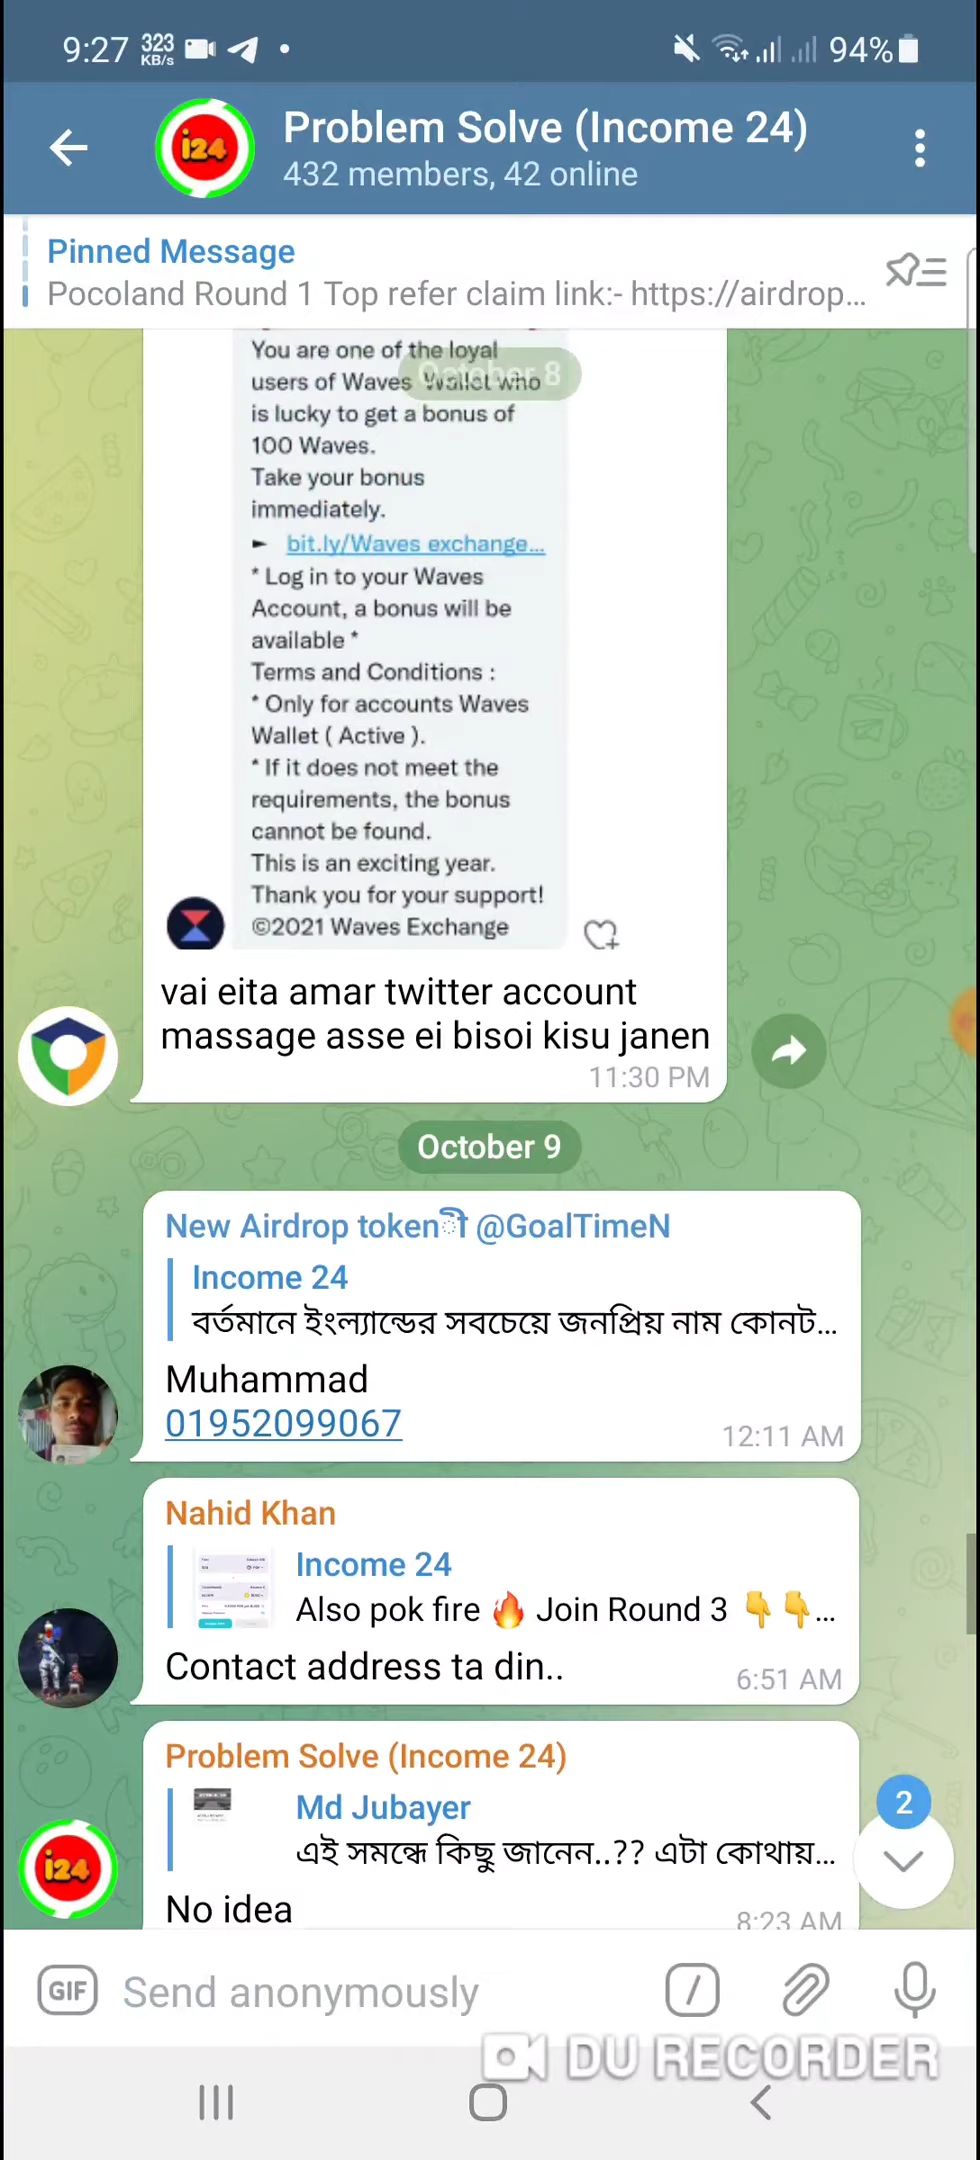 9:27 323 KB/s 94%
i24
Problem Solve (Income 24)
432 members, 42 online
Pinned Message
Pocoland Round 1 Top refer claim link:- https://airdrop...
You are one of the loyal
October 8
users of Waves Wallet who
is lucky to get a bonus of
100 Waves.
Take your bonus
immediately.
► bit.ly/Waves exchange...
* Log in to your Waves
Account, a bonus will be
available *
Terms and Conditions :
* Only for accounts Waves
Wallet ( Active ).
* If it does not meet the
requirements, the bonus
cannot be found.
This is an exciting year.
Thank you for your support!
©2021 Waves Exchange
vai eita amar twitter account
massage asse ei bisoi kisu janen
11:30 PM
October 9
New Airdrop tokenী @GoalTimeN
Income 24
বর্তমানে ইংল্যান্ডের সবচেয়ে জনপ্রিয় নাম কোনট...
Muhammad
01952099067
12:11 AM
Nahid Khan
Income 24
Also pok fire 🔥 Join Round 3 👇👇...
Contact address ta din..
6:51 AM
Problem Solve (Income 24)
Md Jubayer
2
এই সমন্ধে কিছু জানেন..?? এটা কোথায়...
i24
No idea
8:23 AM
GIF Send anonymously /
DU RECORDER